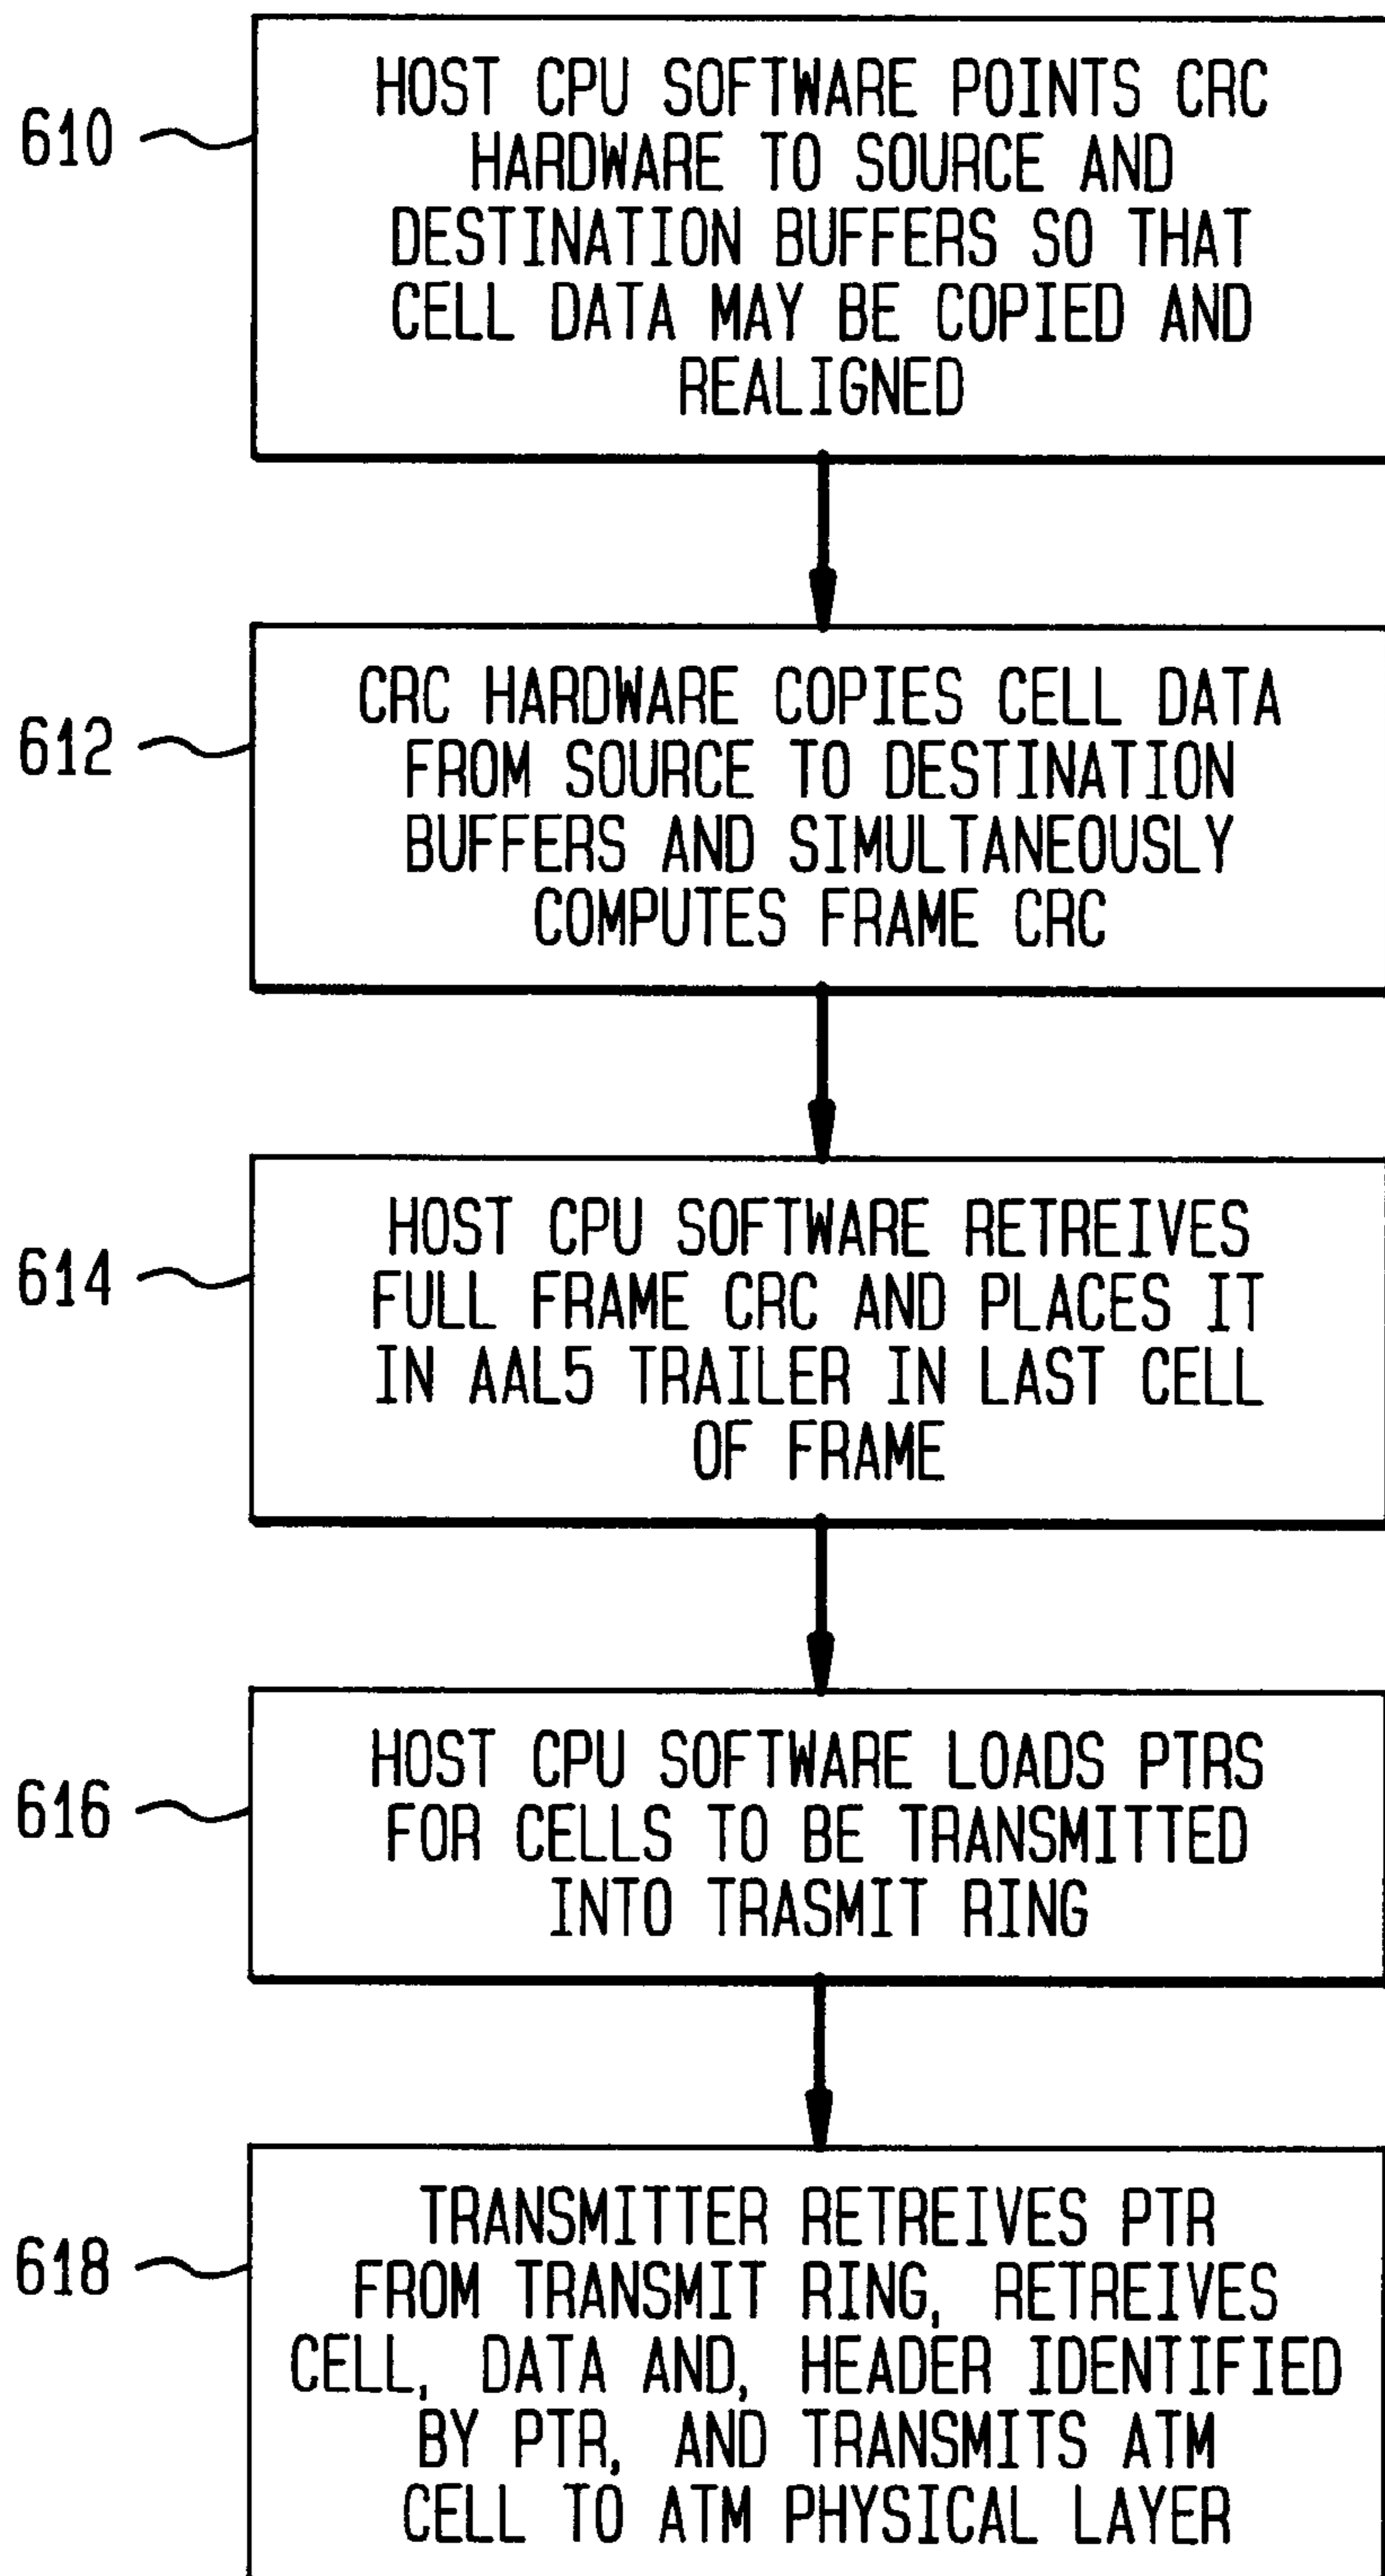 610
HOST CPU SOFTWARE POINTS CRC
HARDWARE TO SOURCE AND
DESTINATION BUFFERS SO THAT
CELL DATA MAY BE COPIED AND
REALIGNED
612
CRC HARDWARE COPIES CELL DATA
FROM SOURCE TO DESTINATION
BUFFERS AND SIMULTANEOUSLY
COMPUTES FRAME CRC
614
HOST CPU SOFTWARE RETREIVES
FULL FRAME CRC AND PLACES IT
IN AAL5 TRAILER IN LAST CELL
OF FRAME
616
HOST CPU SOFTWARE LOADS PTRS
FOR CELLS TO BE TRANSMITTED
INTO TRASMIT RING
618
TRANSMITTER RETREIVES PTR
FROM TRANSMIT RING, RETREIVES
CELL, DATA AND, HEADER IDENTIFIED
BY PTR, AND TRANSMITS ATM
CELL TO ATM PHYSICAL LAYER